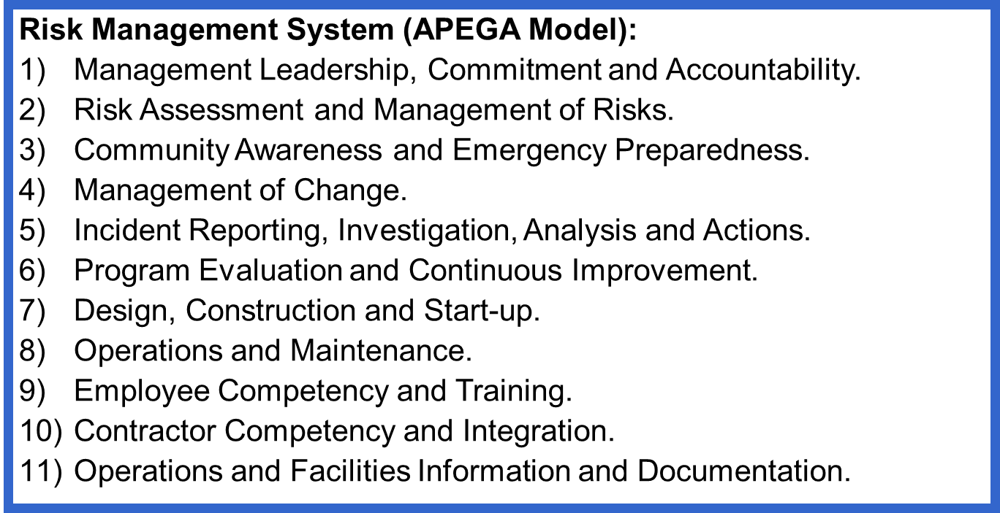 Risk Management System (APEGA Model):
1) Management Leadership, Commitment and Accountability.
2) Risk Assessment and Management of Risks.
3) Community Awareness and Emergency Preparedness.
4) Management of Change.
5) Incident Reporting, Investigation, Analysis and Actions.
6) Program Evaluation and Continuous Improvement.
7) Design, Construction and Start-up.
8) Operations and Maintenance.
9) Employee Competency and Training.
10) Contractor Competency and Integration.
11) Operations and Facilities Information and Documentation.